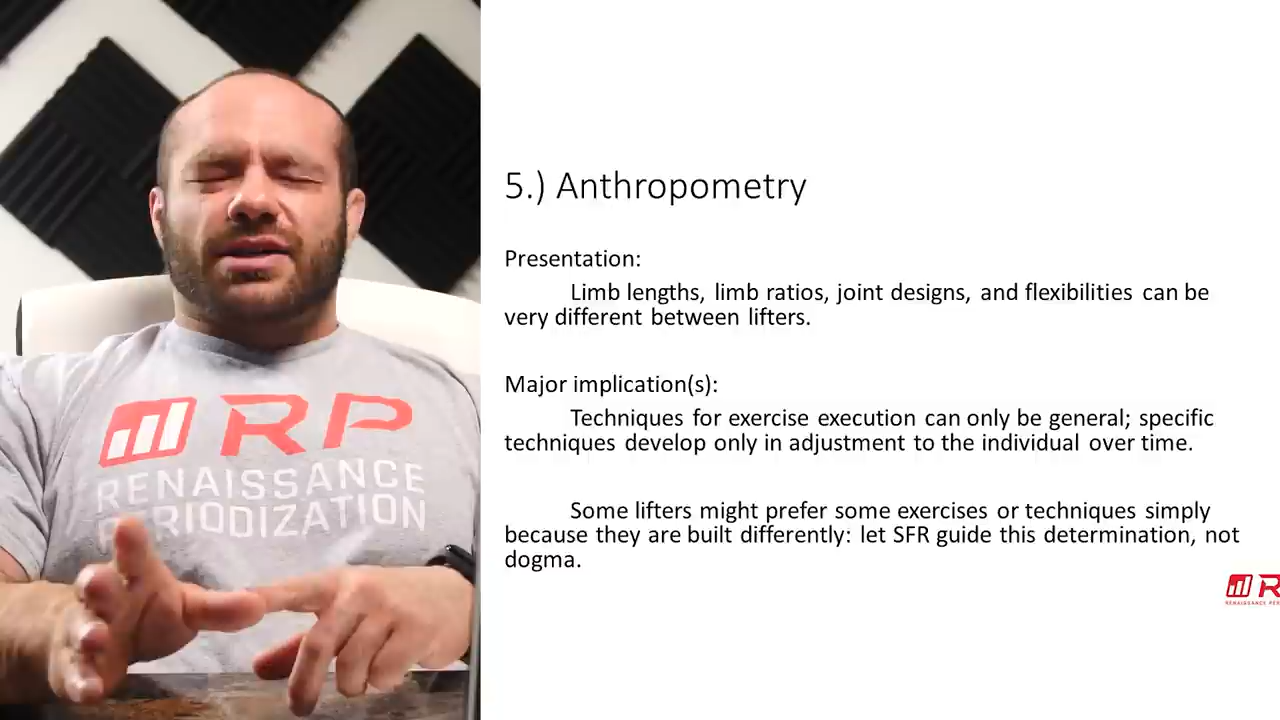 RP
RENAISSANCE
PERIODIZATION
5.) Anthropometry
Presentation:
Limb lengths, limb ratios, joint designs, and flexibilities can be
very different between lifters.
Major implication(s):
Techniques for exercise execution can only be general; specific
techniques develop only in adjustment to the individual over time.
Some lifters might prefer some exercises or techniques simply
because they are built differently: let SFR guide this determination, not
dogma.
R
RENAISSANCE PE